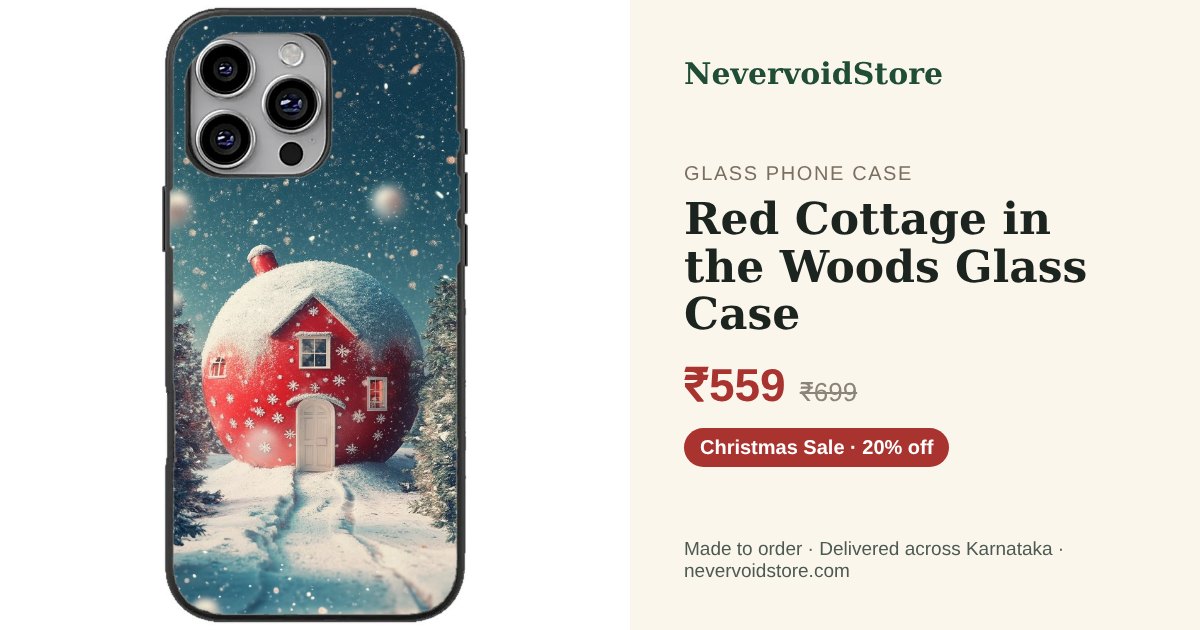 NevervoidStore
GLASS PHONE CASE
Red Cottage in
the Woods Glass
Case
₹559 ₹699
Christmas Sale · 20% off
Made to order · Delivered across Karnataka ·
nevervoidstore.com